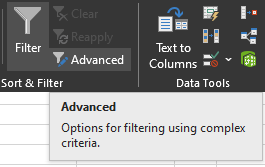 Clear
Reapply
Filter
Advanced
Text to
Columns
Sort & Filter
Data Tools
Advanced
Options for filtering using complex
criteria.